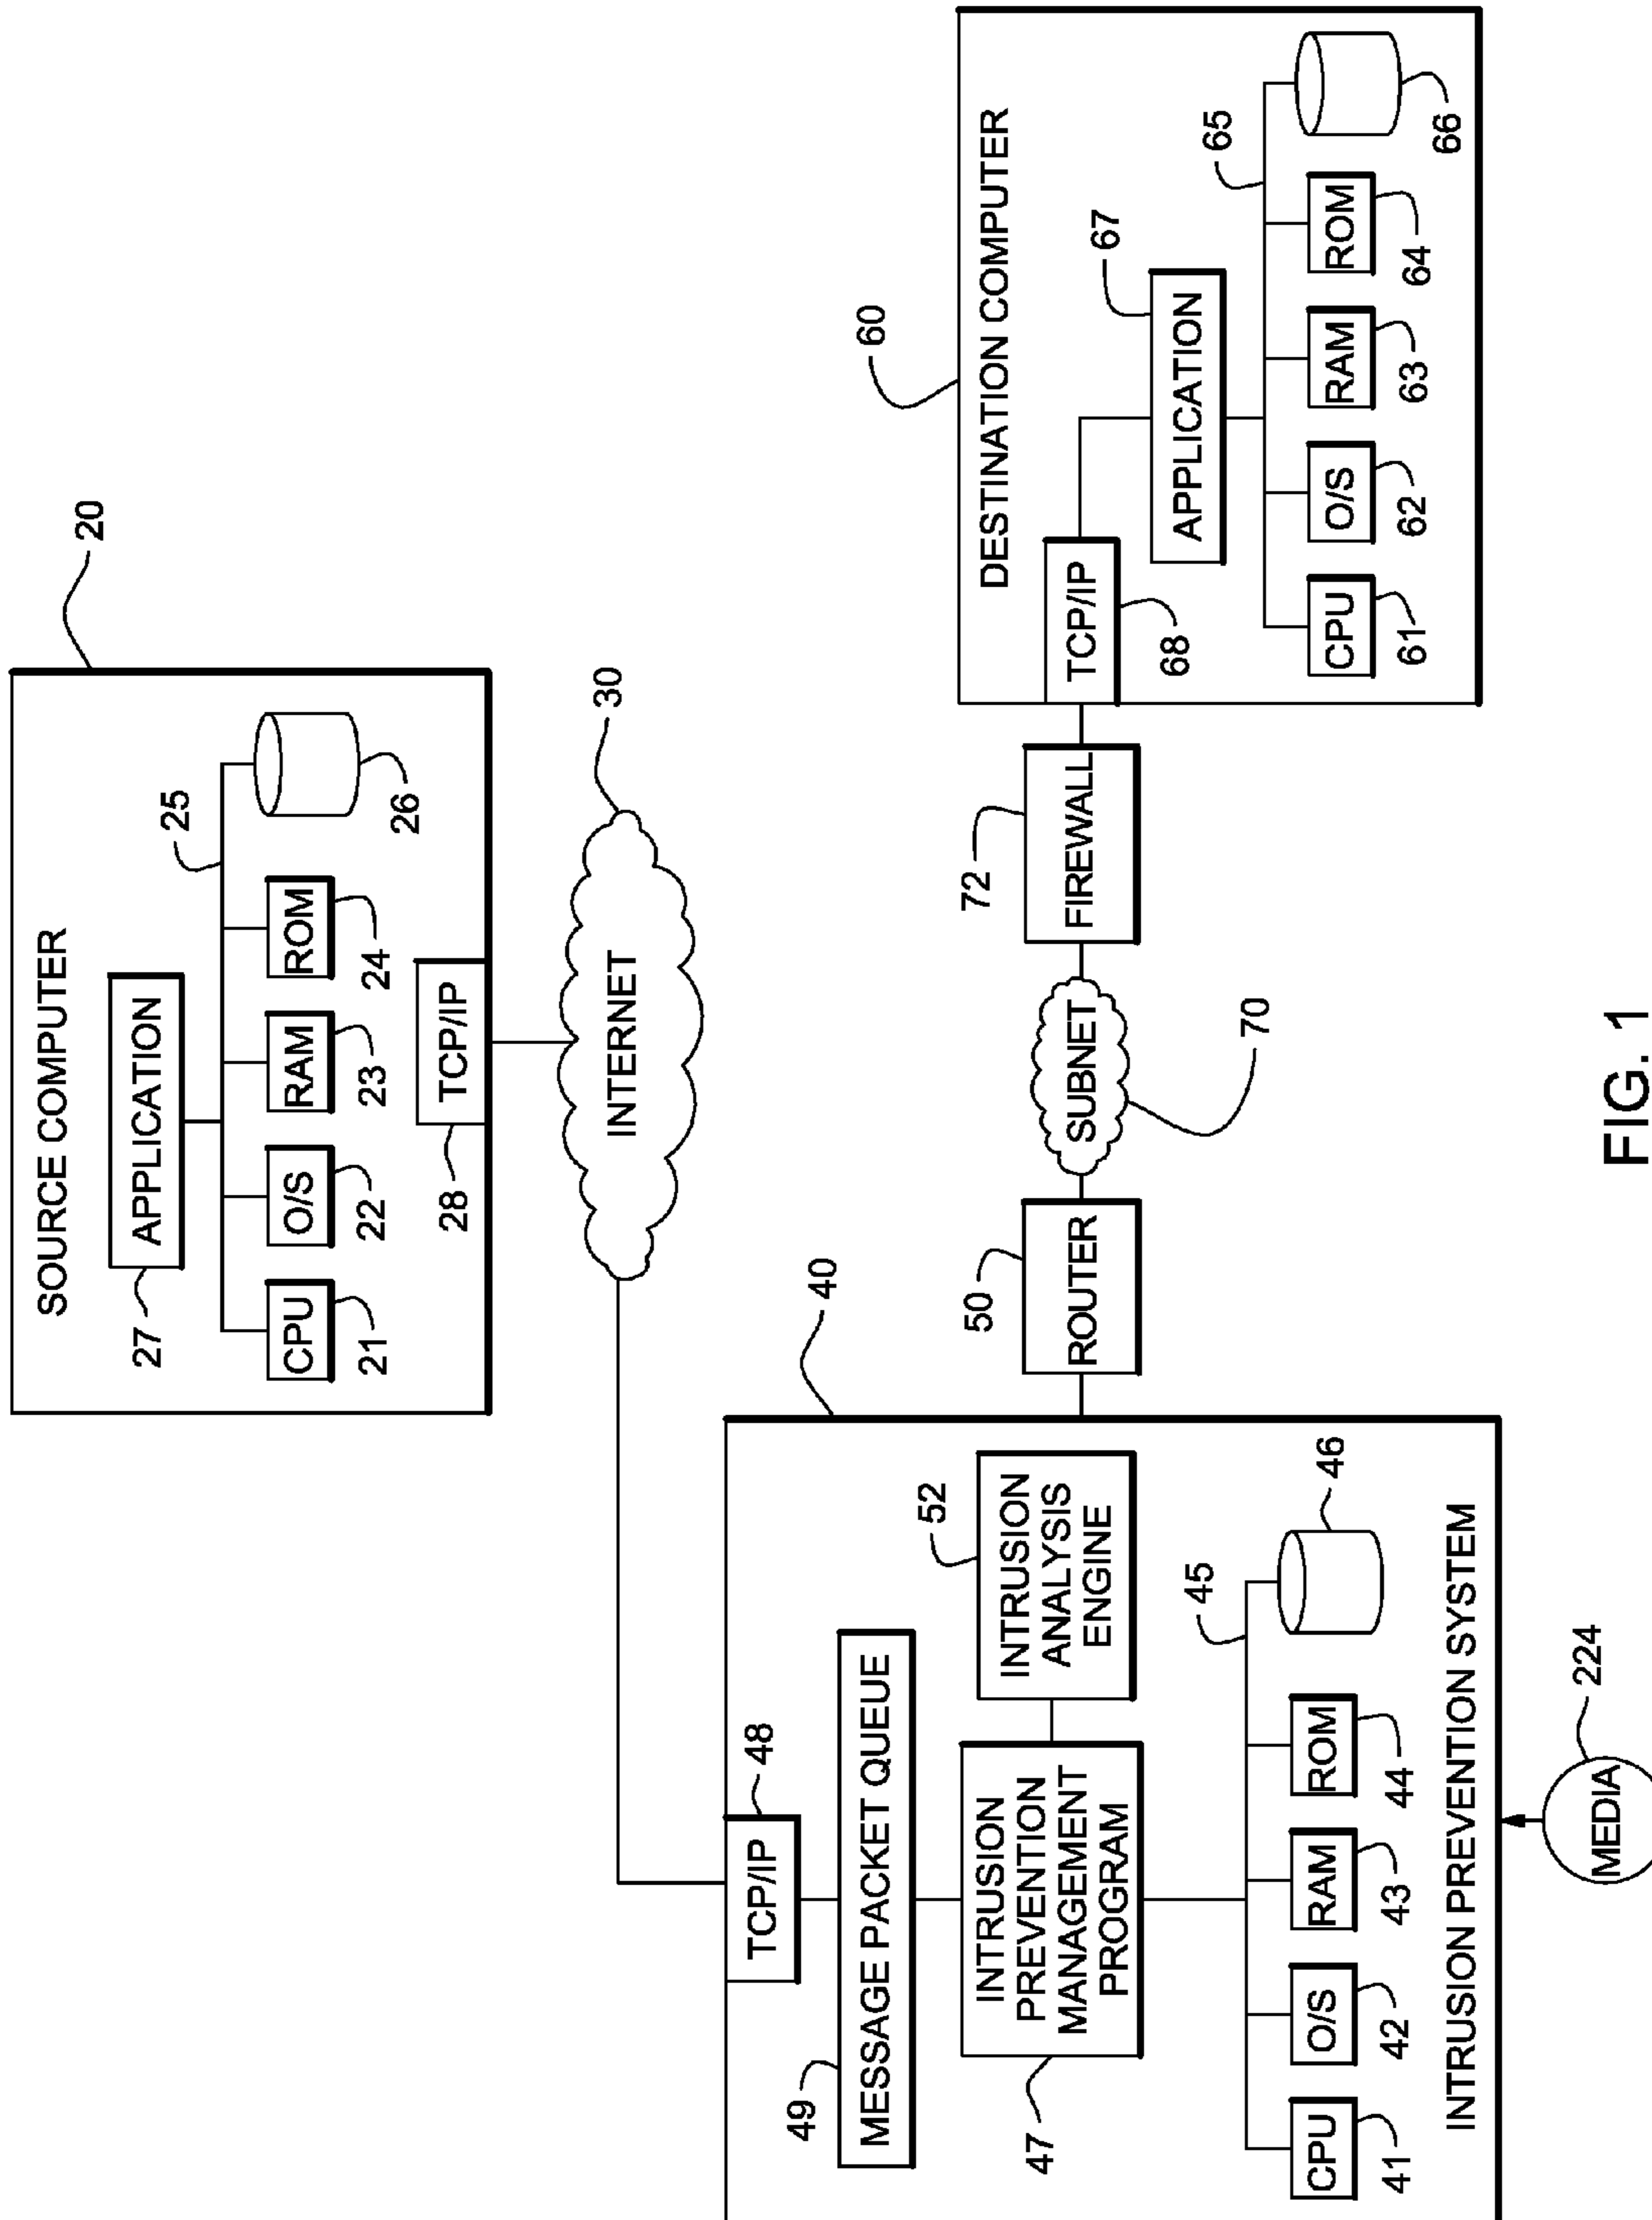 SOURCE COMPUTER
20
APPLICATION
27
25
CPU
O/S
RAM
ROM
21
22
23
24
26
TCP/IP
28
INTERNET
30
40
TCP/IP
48
49
MESSAGE PACKET QUEUE
INTRUSION
PREVENTION
MANAGEMENT
PROGRAM
47
52
INTRUSION
ANALYSIS
ENGINE
45
CPU
O/S
RAM
ROM
41
42
43
44
46
INTRUSION PREVENTION SYSTEM
MEDIA
224
50
ROUTER
SUBNET
70
72
FIREWALL
60
DESTINATION COMPUTER
TCP/IP
68
APPLICATION
67
65
CPU
O/S
RAM
ROM
61
62
63
64
66
FIG. 1